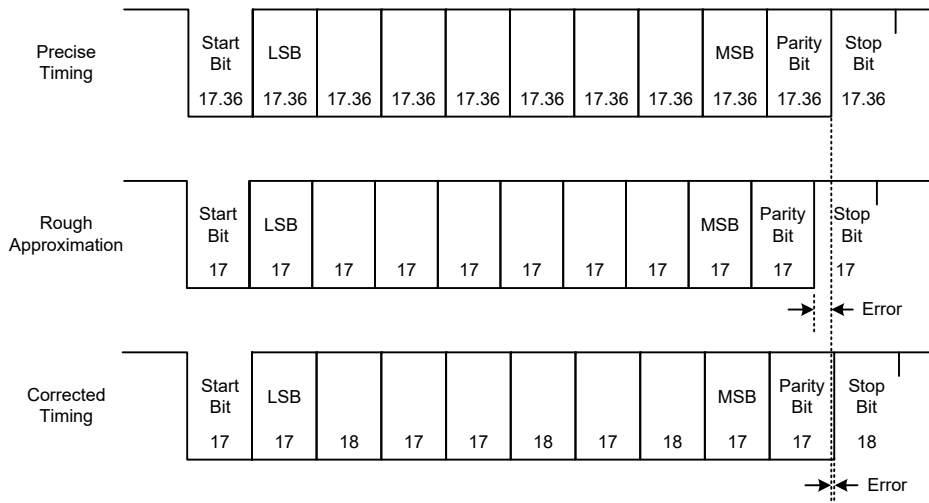 Precise
Timing
Start
Bit
LSB
MSB
Parity
Bit
Stop
Bit
17.36 17.36 17.36 17.36 17.36 17.36 17.36 17.36 17.36 17.36 17.36
Rough
Approximation
Start
Bit
LSB
MSB
Parity
Bit
Stop
Bit
17 17 17 17 17 17 17 17 17 17 17
Error
Corrected
Timing
Start
Bit
LSB
MSB
Parity
Bit
Stop
Bit
17 17 18 17 17 18 17 18 17 17 18
Error